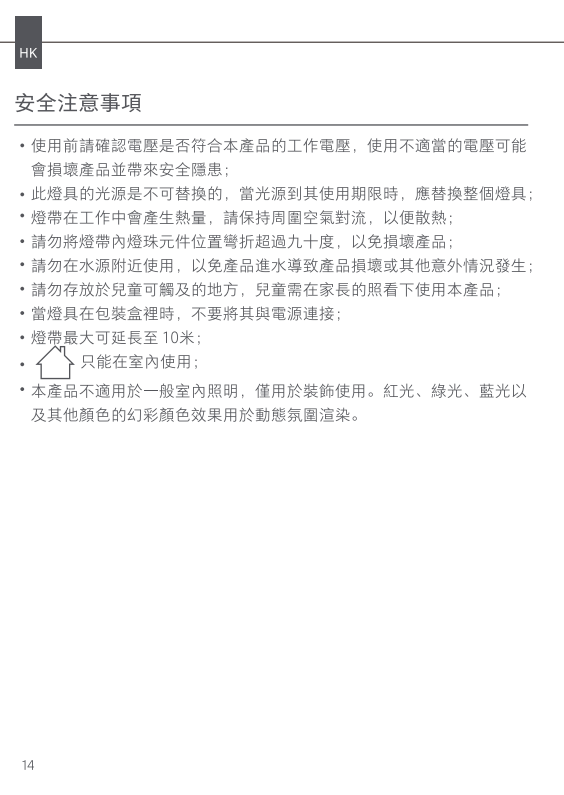 HK
安全注意事項
• 使用前請確認電壓是否符合本產品的工作電壓，使用不適當的電壓可能
會損壞產品並帶來安全隱患；
• 此燈具的光源是不可替換的，當光源到其使用期限時，應替換整個燈具；
• 燈帶在工作中會產生熱量，請保持周圍空氣對流，以便散熱；
• 請勿將燈帶內燈珠元件位置彎折超過九十度，以免損壞產品；
• 請勿在水源附近使用，以免產品進水導致產品損壞或其他意外情況發生；
• 請勿存放於兒童可觸及的地方，兒童需在家長的照看下使用本產品；
• 當燈具在包裝盒裡時，不要將其與電源連接；
• 燈帶最大可延長至 10米；
• 只能在室內使用；
• 本產品不適用於一般室內照明，僅用於裝飾使用。紅光、綠光、藍光以
及其他顏色的幻彩顏色效果用於動態氛圍渲染。
14